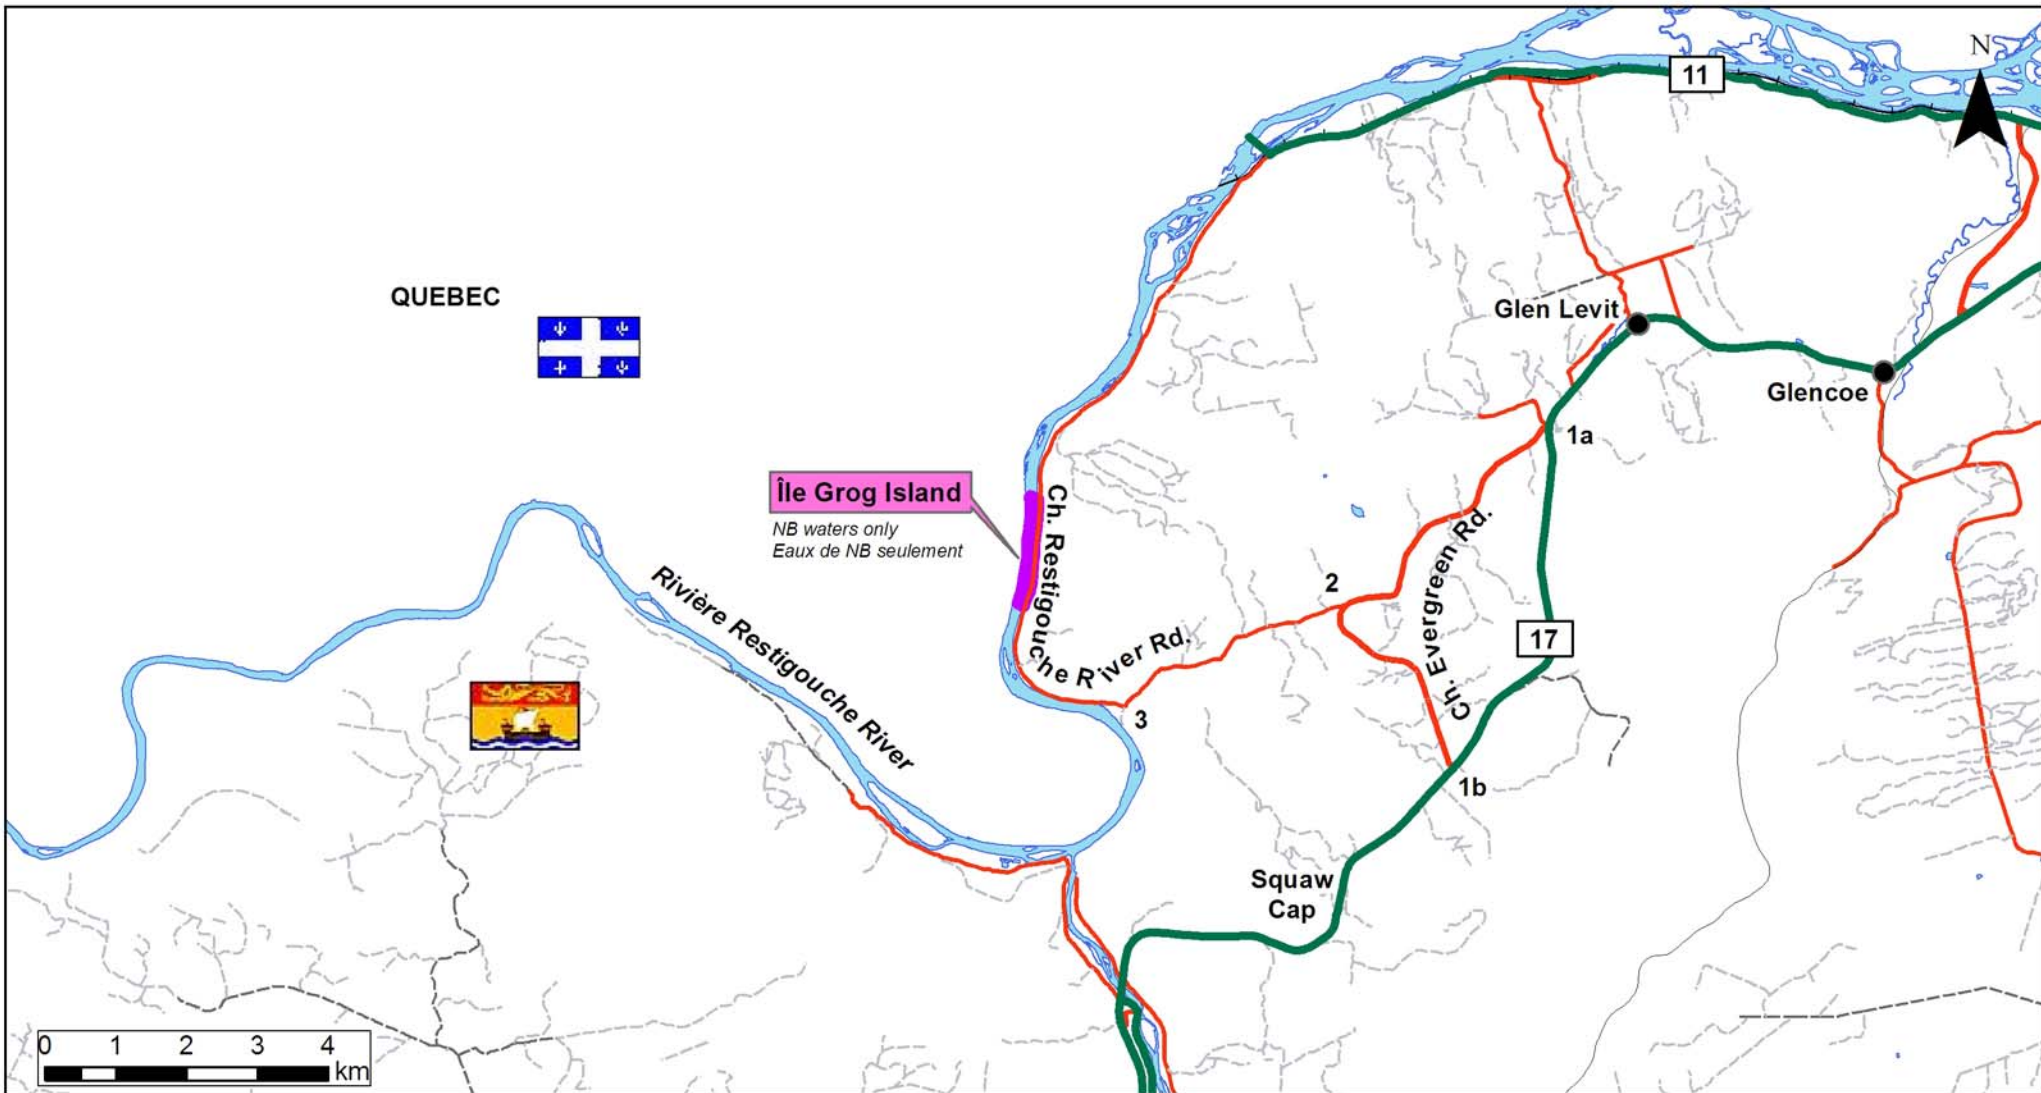 N
11
QUEBEC
Glen Levit
Glencoe
1a
Île Grog Island
NB waters only
Eaux de NB seulement
Ch. Restigouche River Rd.
2
Ch. Evergreen Rd.
Rivière Restigouche River
17
3
1b
Squaw
Cap
0 1 2 3 4
km